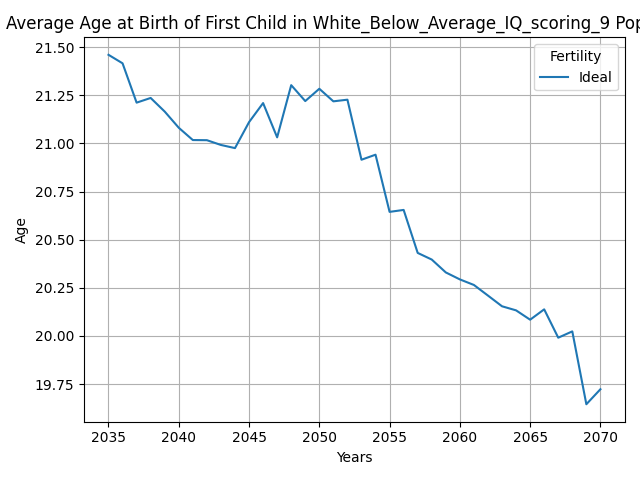 Average Age at Birth of First Child in White_Below_Average_IQ_scoring_9 Pop
Fertility
Ideal
21.50
21.25
21.00
20.75
20.50
20.25
20.00
19.75
Age
2035 2040 2045 2050 2055 2060 2065 2070
Years